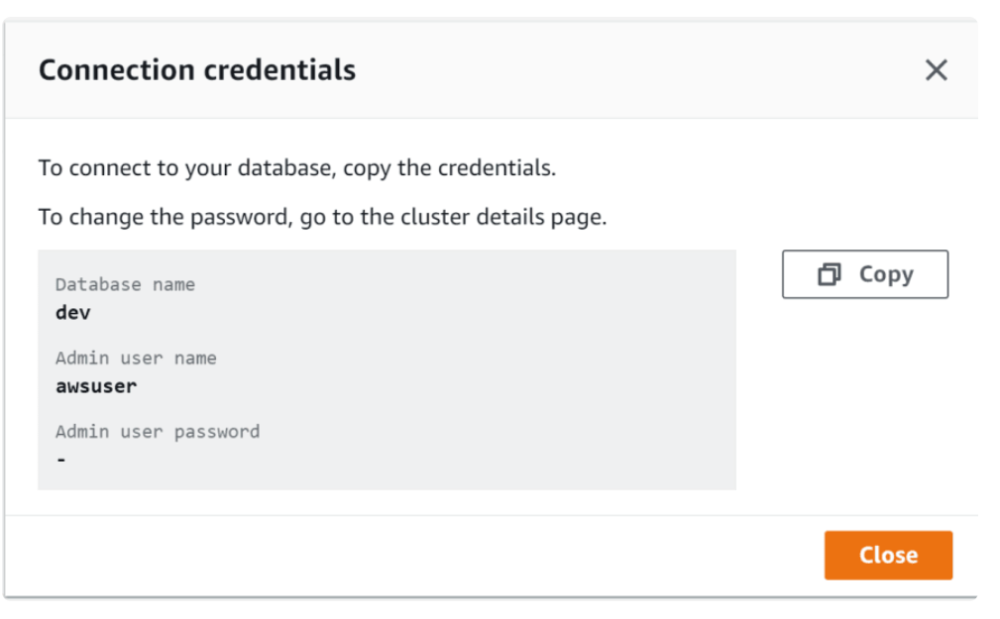 Connection credentials
To connect to your database, copy the credentials.
To change the password, go to the cluster details page.
Copy
Database name
dev
Admin user name
awsuser
Admin user password
-
Close